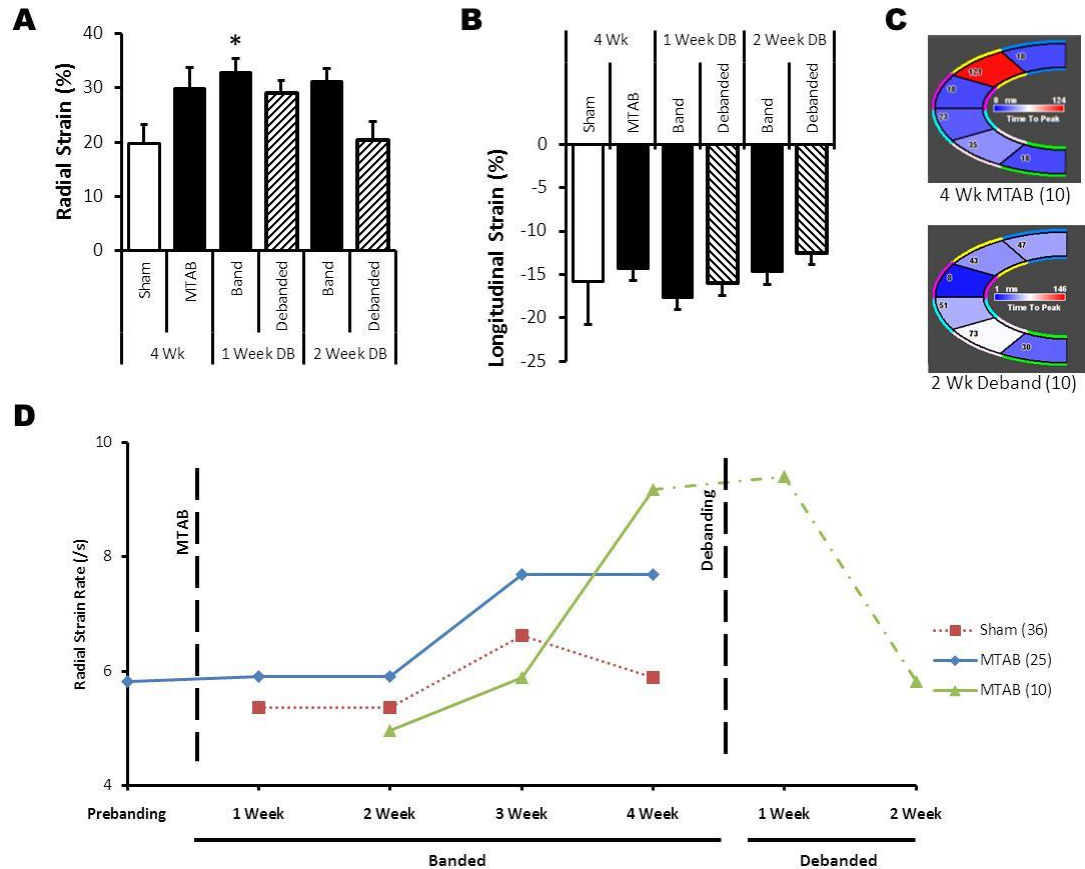 A
Radial Strain (%)
40
30
20
10
0
*
Sham
MTAB
Band
Debanded
Band
Debanded
4 Wk
1 Week DB
2 Week DB
B
4 Wk
1 Week DB
2 Week DB
Sham
MTAB
Band
Debanded
Band
Debanded
Longitudinal Strain (%)
0
-5
-10
-15
-20
-25
C
18
121
18
23
35
18
0 ms 124
Time To Peak
4 Wk MTAB (10)
47
43
8
51
73
30
1 ms 146
Time To Peak
2 Wk Deband (10)
D
Radial Strain Rate (/s)
10
8
6
4
MTAB
Debanding
Sham (36)
MTAB (25)
MTAB (10)
Prebanding
1 Week
2 Week
3 Week
4 Week
1 Week
2 Week
Banded
Debanded